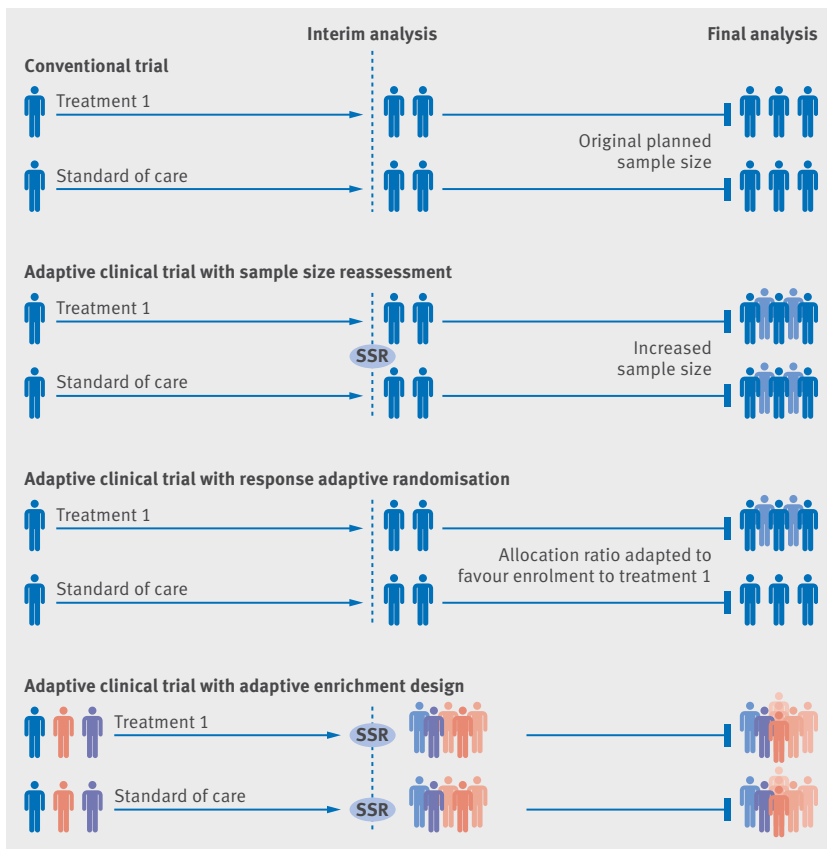 Interim analysis
Final analysis
Conventional trial
Treatment 1
Original planned
sample size
Standard of care
Adaptive clinical trial with sample size reassessment
Treatment 1
SSR
Increased
sample size
Standard of care
Adaptive clinical trial with response adaptive randomisation
Treatment 1
Allocation ratio adapted to
favour enrolment to treatment 1
Standard of care
Adaptive clinical trial with adaptive enrichment design
Treatment 1
SSR
Standard of care
SSR